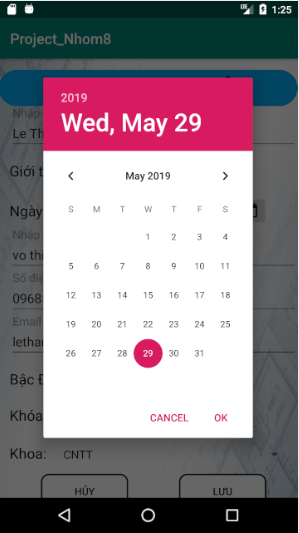 1:25
Project_Nhom8
2019
Wed, May 29
Nhập
Le Th
May 2019
Giới t
S M T W T F S
Ngày
1 2 3 4
Nhập
vo thi
5 6 7 8 9 10 11
Số điệ
0968
12 13 14 15 16 17 18
Email
letha
19 20 21 22 23 24 25
26 27 28 29 30 31
Bậc Đ
Khóa
CANCEL OK
Khoa: CNTT
HỦY LƯU